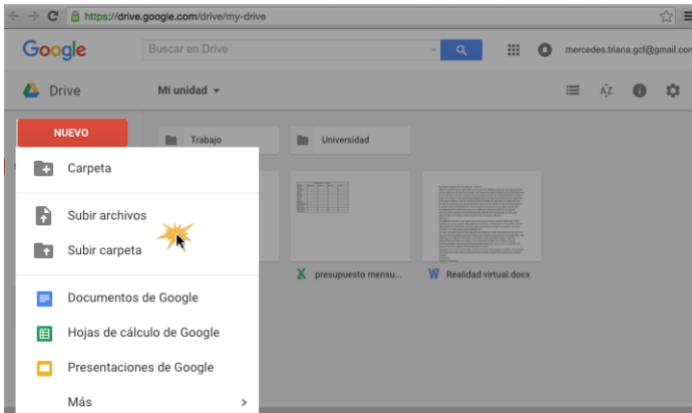 https://drive.google.com/drive/my-drive
Google
Buscar en Drive
mercedes.triana.gcf@gmail.com
Drive
Mi unidad
AZ
NUEVO
Trabajo
Universidad
Carpeta
Subir archivos
Subir carpeta
X presupuesto mensu...
W Realidad virtual.docx
Documentos de Google
Hojas de cálculo de Google
Presentaciones de Google
Más